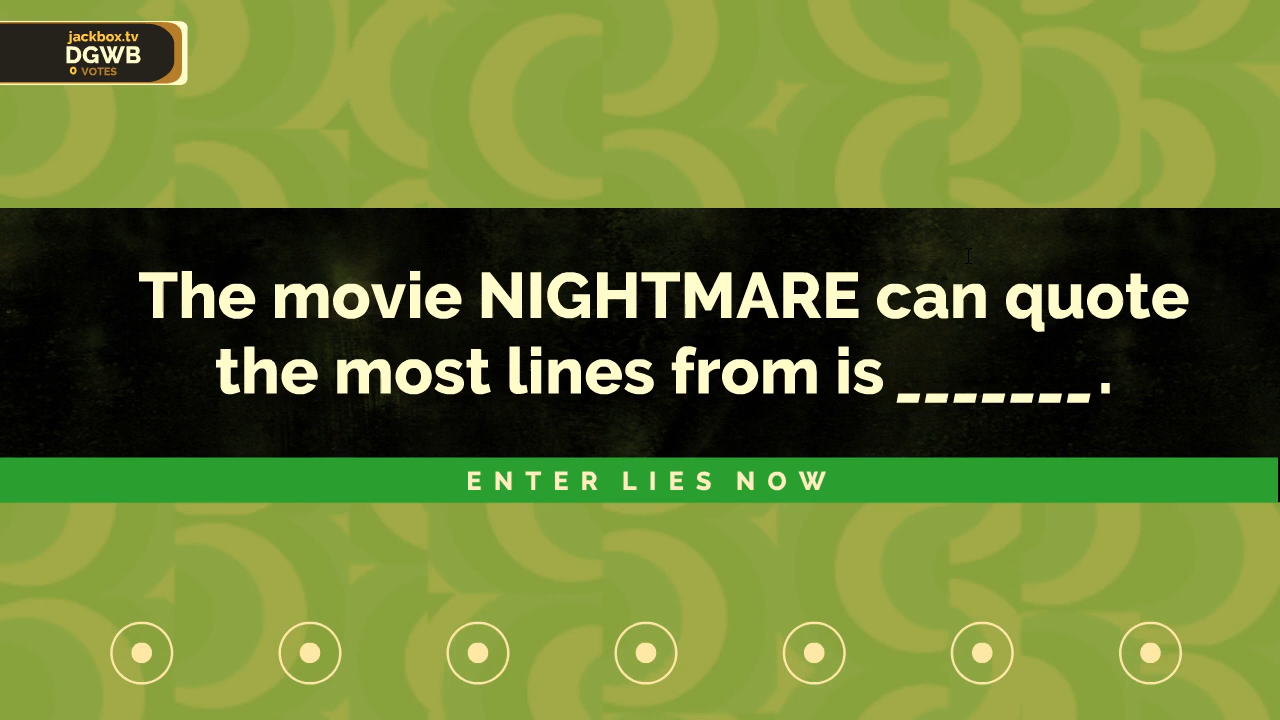 jackbox.tv
DGWB
0 VOTES
The movie NIGHTMARE can quote
the most lines from is _______.
ENTER LIES NOW